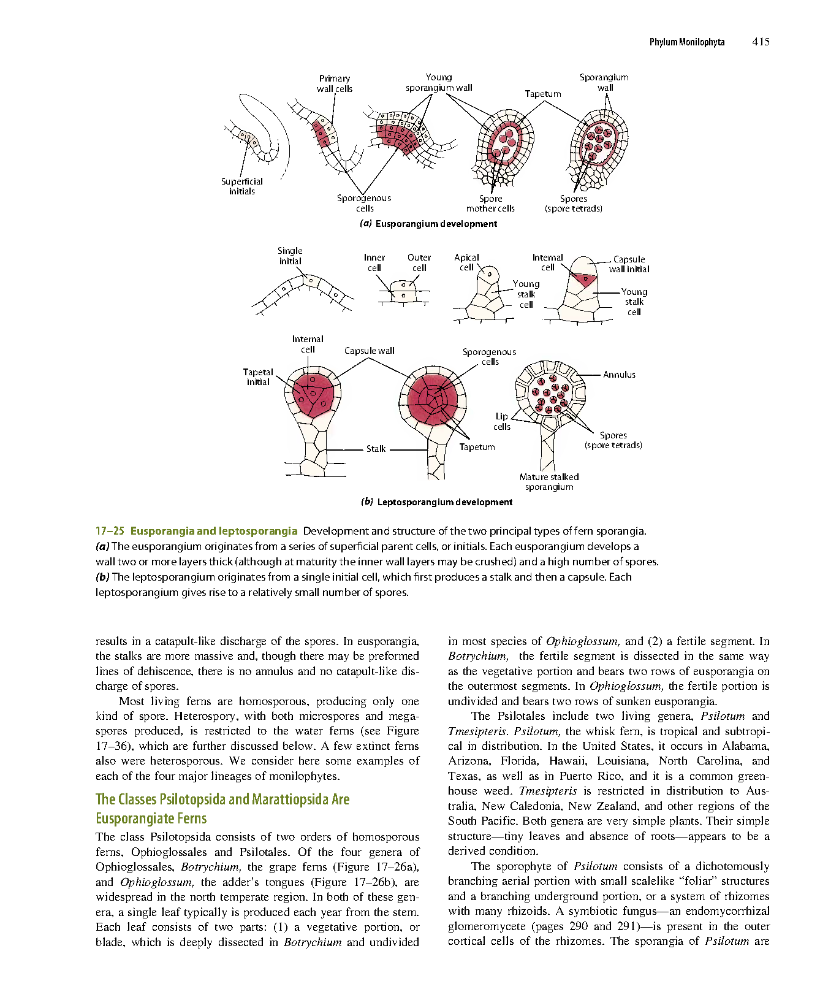 Phylum Monilophyta 415
Primary
wall cells
Young
sporangium wall
Tapetum
Sporangium
wall
Superficial
initials
Sporogenous
cells
Spore
mother cells
Spores
(spore tetrads)
(a) Eusporangium development
Single
initial
Inner
cell
Outer
cell
Apical
cell
Young
stalk
cell
Internal
cell
Capsule
wall initial
Young
stalk
cell
Internal
cell
Capsule wall
Tapetal
initial
Sporogenous
cells
Annulus
Lip
cells
Stalk
Tapetum
Spores
(spore tetrads)
Mature stalked
sporangium
(b) Leptosporangium development
17–25 Eusporangia and leptosporangia Development and structure of the two principal types of fern sporangia.
(a) The eusporangium originates from a series of superficial parent cells, or initials. Each eusporangium develops a
wall two or more layers thick (although at maturity the inner wall layers may be crushed) and a high number of spores.
(b) The leptosporangium originates from a single initial cell, which first produces a stalk and then a capsule. Each
leptosporangium gives rise to a relatively small number of spores.
results in a catapult-like discharge of the spores. In eusporangia,
the stalks are more massive and, though there may be preformed
lines of dehiscence, there is no annulus and no catapult-like dis-
charge of spores.
Most living ferns are homosporous, producing only one
kind of spore. Heterospory, with both microspores and mega-
spores produced, is restricted to the water ferns (see Figure
17–36), which are further discussed below. A few extinct ferns
also were heterosporous. We consider here some examples of
each of the four major lineages of monilophytes.
The Classes Psilotopsida and Marattiopsida Are
Eusporangiate Ferns
The class Psilotopsida consists of two orders of homosporous
ferns, Ophioglossales and Psilotales. Of the four genera of
Ophioglossales, Botrychium, the grape ferns (Figure 17–26a),
and Ophioglossum, the adder's tongues (Figure 17–26b), are
widespread in the north temperate region. In both of these gen-
era, a single leaf typically is produced each year from the stem.
Each leaf consists of two parts: (1) a vegetative portion, or
blade, which is deeply dissected in Botrychium and undivided
in most species of Ophioglossum, and (2) a fertile segment. In
Botrychium, the fertile segment is dissected in the same way
as the vegetative portion and bears two rows of eusporangia on
the outermost segments. In Ophioglossum, the fertile portion is
undivided and bears two rows of sunken eusporangia.
The Psilotales include two living genera, Psilotum and
Tmesipteris. Psilotum, the whisk fern, is tropical and subtropi-
cal in distribution. In the United States, it occurs in Alabama,
Arizona, Florida, Hawaii, Louisiana, North Carolina, and
Texas, as well as in Puerto Rico, and it is a common green-
house weed. Tmesipteris is restricted in distribution to Aus-
tralia, New Caledonia, New Zealand, and other regions of the
South Pacific. Both genera are very simple plants. Their simple
structure—tiny leaves and absence of roots—appears to be a
derived condition.
The sporophyte of Psilotum consists of a dichotomously
branching aerial portion with small scalelike “foliar” structures
and a branching underground portion, or a system of rhizomes
with many rhizoids. A symbiotic fungus—an endomycorrhizal
glomeromycete (pages 290 and 291)—is present in the outer
cortical cells of the rhizomes. The sporangia of Psilotum are